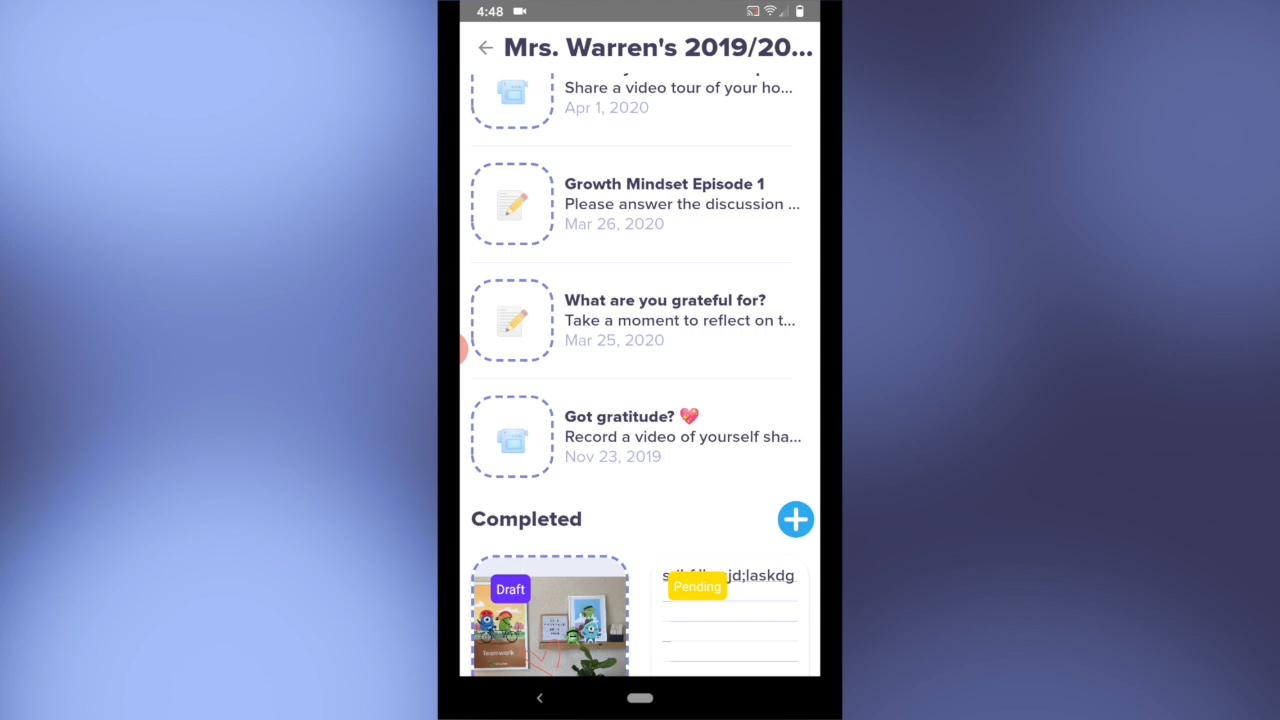 4:48
Mrs. Warren's 2019/20...
Share a video tour of your ho...
Apr 1, 2020
Growth Mindset Episode 1
Please answer the discussion ...
Mar 26, 2020
What are you grateful for?
Take a moment to reflect on t...
Mar 25, 2020
Got gratitude? 💖
Record a video of yourself sha...
Nov 23, 2019
Completed
Draft
Pending
Teamwork